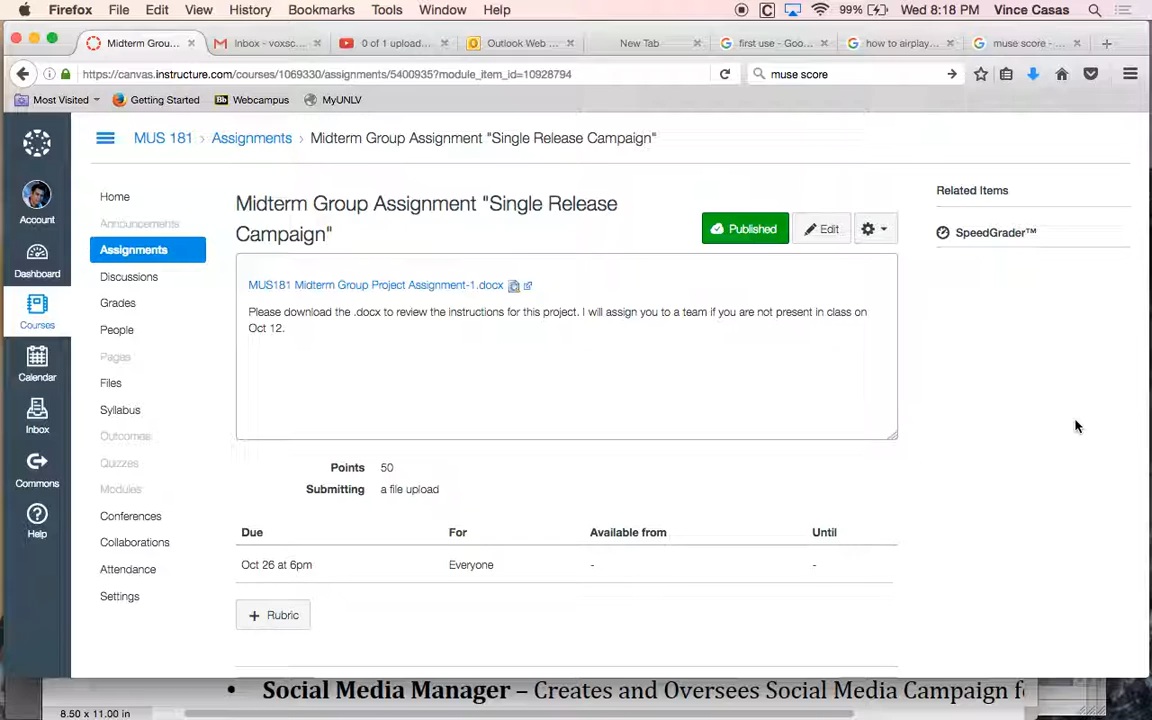 Firefox File Edit View History Bookmarks Tools Window Help 99% Wed 8:18 PM Vince Casas
Midterm Grou... Inbox - voxsc... 0 of 1 upload... Outlook Web ... New Tab first use - Goo... how to airplay... muse score - ...
https://canvas.instructure.com/courses/1069330/assignments/5400935?module_item_id=10928794 muse score
Most Visited Getting Started Bb Webcampus MyUNLV
MUS 181 > Assignments > Midterm Group Assignment "Single Release Campaign"
Account
Dashboard
Courses
Calendar
Inbox
Commons
Help
Home
Announcements
Assignments
Discussions
Grades
People
Pages
Files
Syllabus
Outcomes
Quizzes
Modules
Conferences
Collaborations
Attendance
Settings
Midterm Group Assignment "Single Release
Campaign"
Published Edit
MUS181 Midterm Group Project Assignment-1.docx
Please download the .docx to review the instructions for this project. I will assign you to a team if you are not present in class on
Oct 12.
Points 50
Submitting a file upload
Due For Available from Until
Oct 26 at 6pm Everyone - -
+ Rubric
Related Items
SpeedGrader™
• Social Media Manager – Creates and Oversees Social Media Campaign
8.50 x 11.00 in